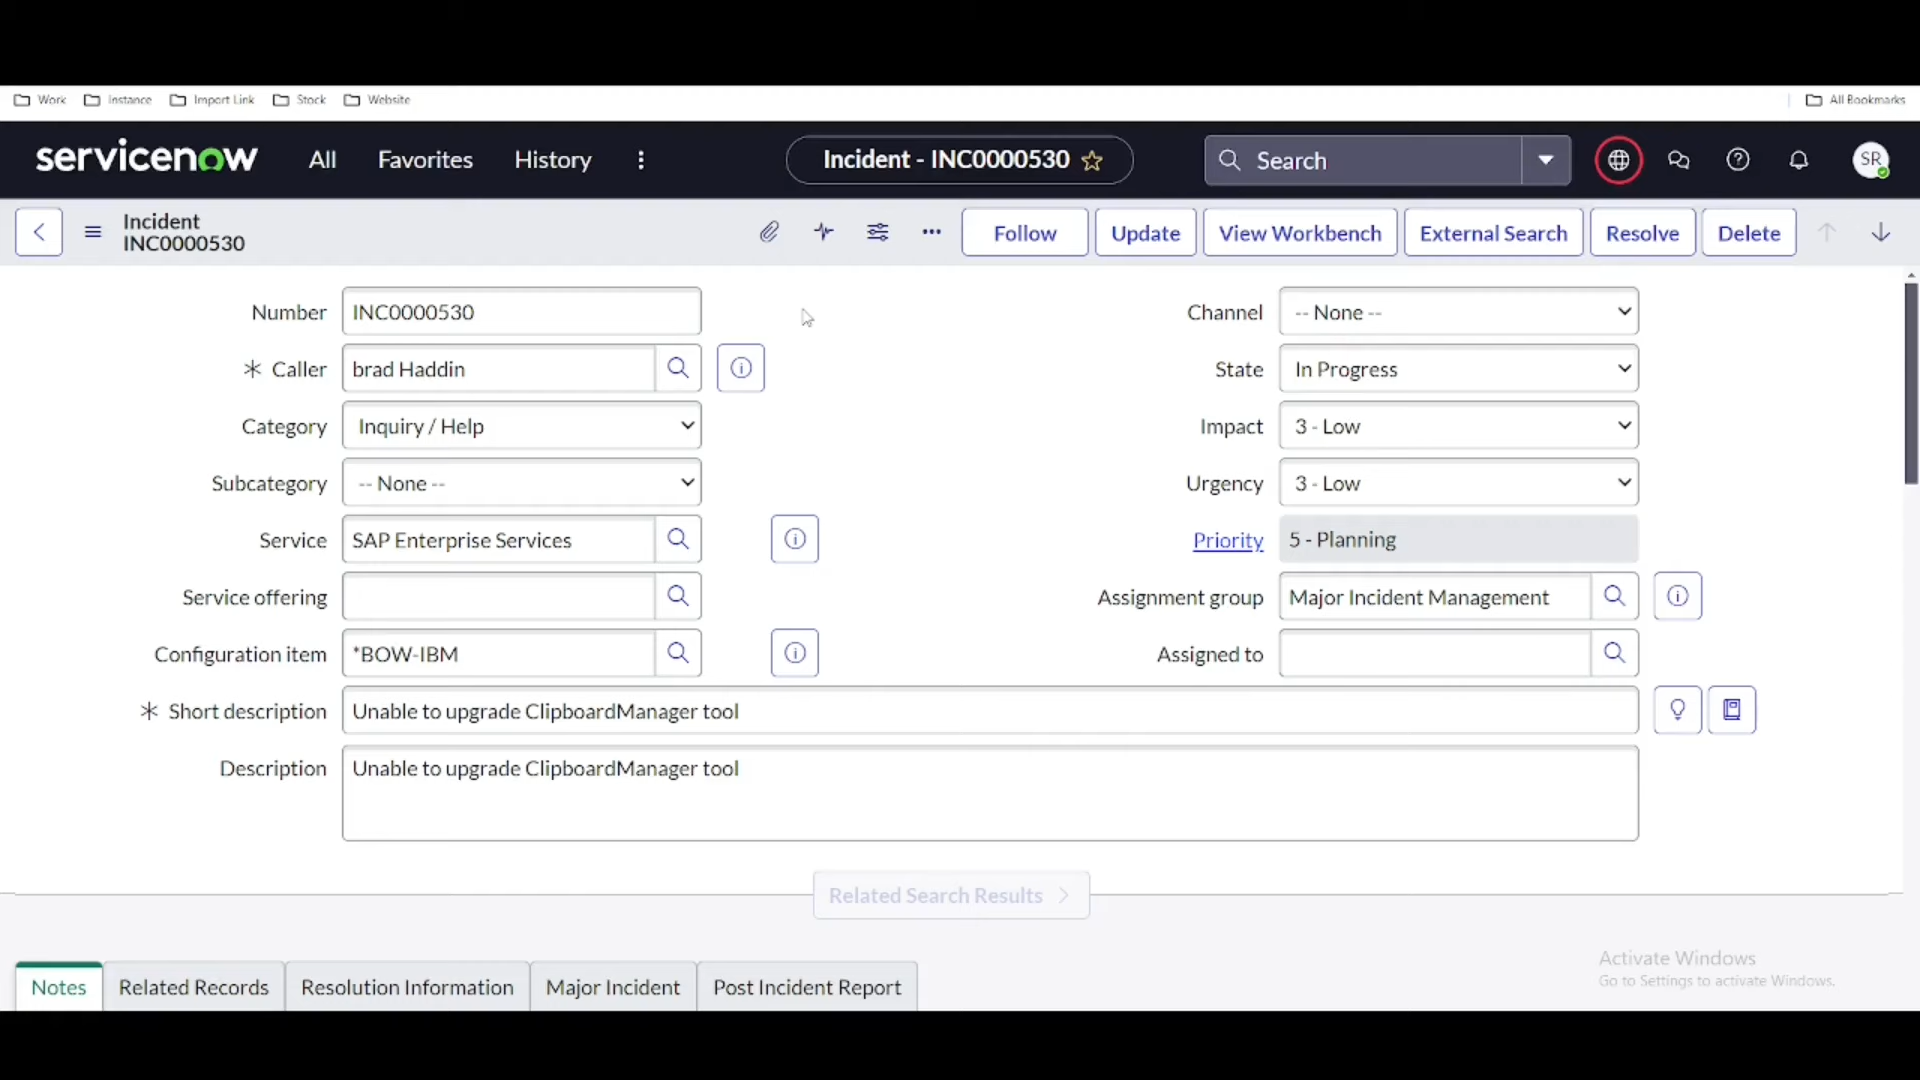 Work Instance Import Link Stock Website All Bookmarks
servicenow All Favorites History Incident - INC0000530 Search SR
Incident
INC0000530
Follow Update View Workbench External Search Resolve Delete
Number INC0000530 Channel -- None --
* Caller brad Haddin State In Progress
Category Inquiry / Help Impact 3 - Low
Subcategory -- None -- Urgency 3 - Low
Service SAP Enterprise Services Priority 5 - Planning
Service offering Assignment group Major Incident Management
Configuration item *BOW-IBM Assigned to
* Short description Unable to upgrade ClipboardManager tool
Description Unable to upgrade ClipboardManager tool
Related Search Results
Activate Windows
Go to Settings to activate Windows.
Notes Related Records Resolution Information Major Incident Post Incident Report